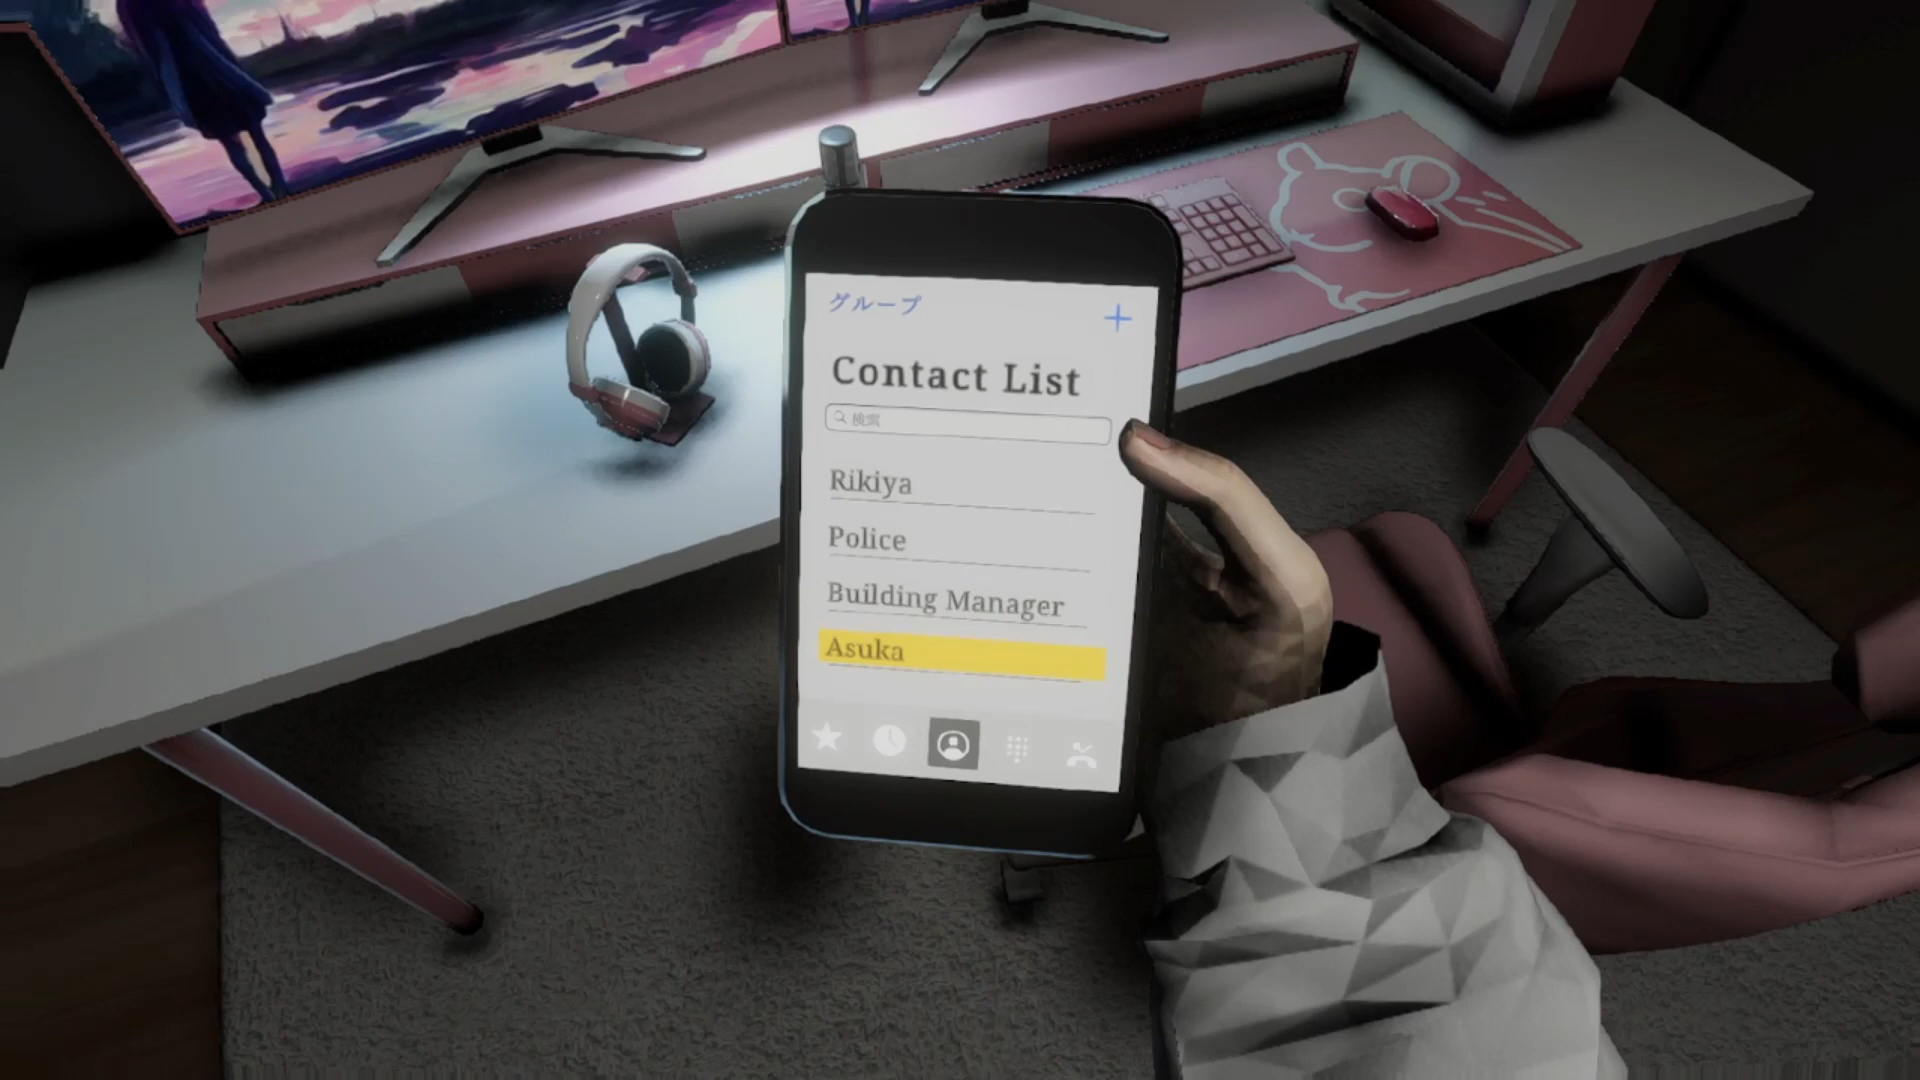 グループ
Contact List
検索
Rikiya
Police
Building Manager
Asuka